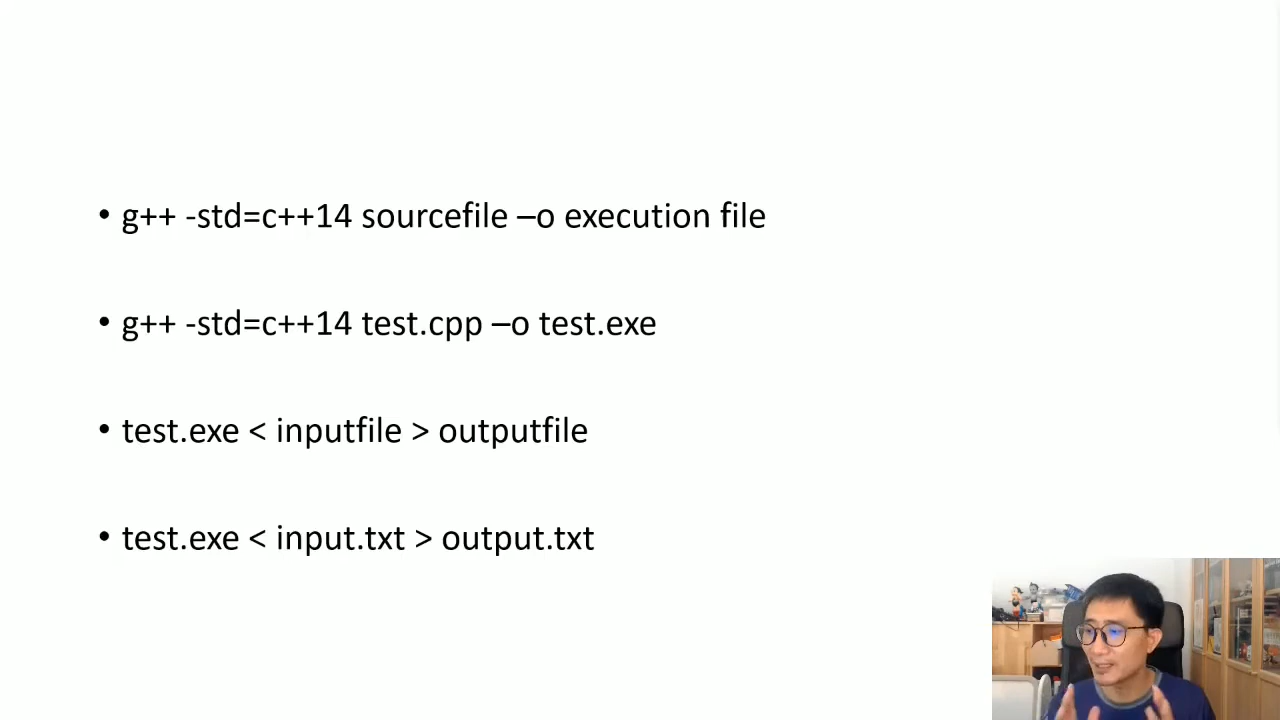 • g++ -std=c++14 sourcefile –o execution file
• g++ -std=c++14 test.cpp –o test.exe
• test.exe < inputfile > outputfile
• test.exe < input.txt > output.txt